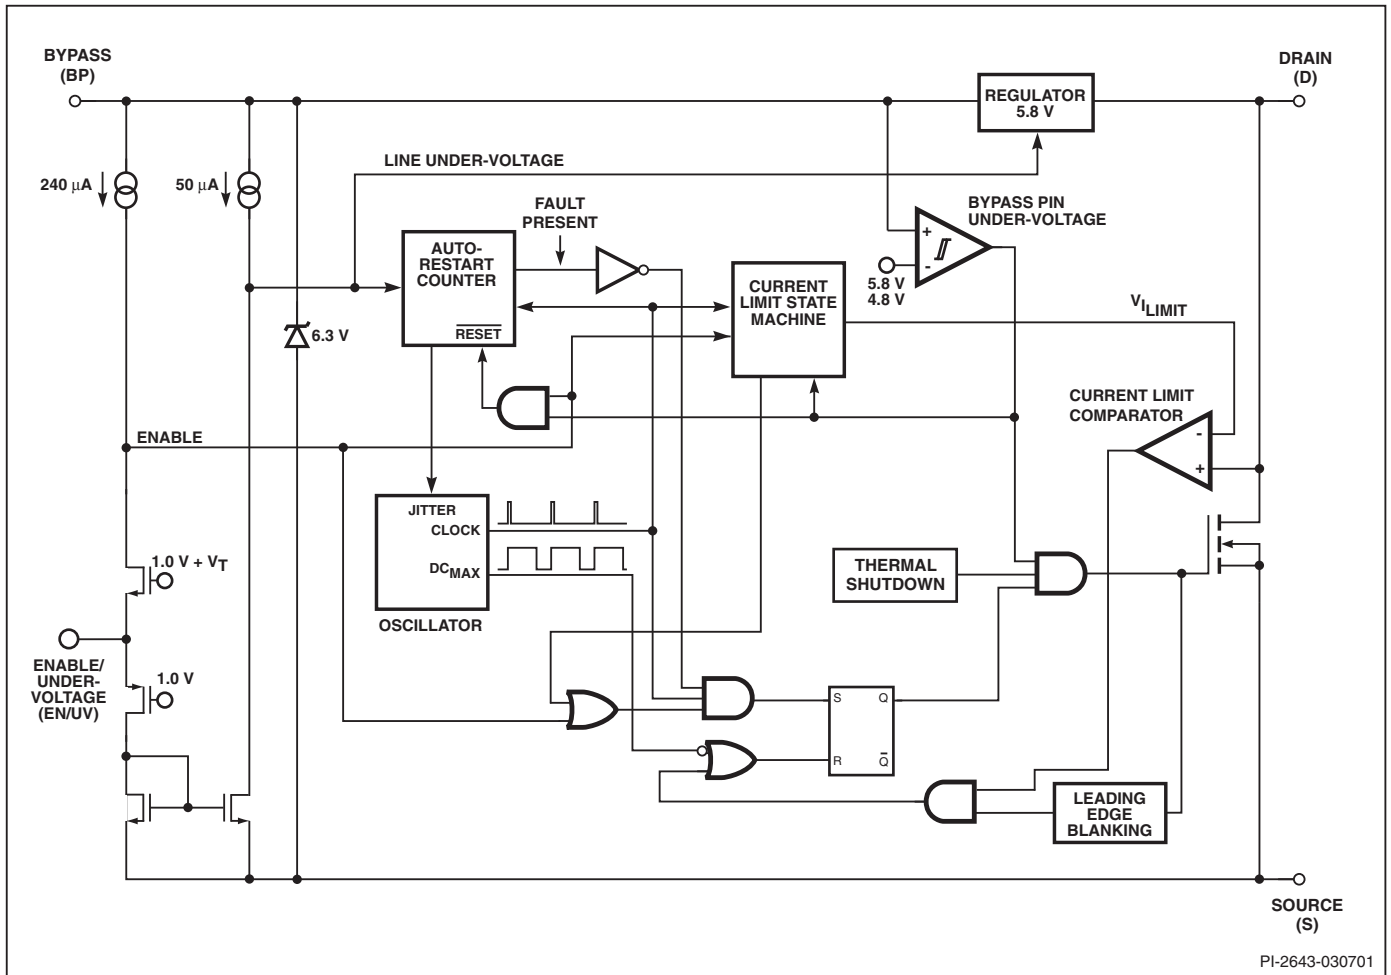 BYPASS
(BP)
DRAIN
(D)
REGULATOR
5.8 V
LINE UNDER-VOLTAGE
240 μA
50 μA
FAULT
PRESENT
BYPASS PIN
UNDER-VOLTAGE
+
-
5.8 V
4.8 V
AUTO-
RESTART
COUNTER
RESET
CURRENT
LIMIT STATE
MACHINE
VILIMIT
6.3 V
CURRENT LIMIT
COMPARATOR
-
+
ENABLE
JITTER
CLOCK
DCMAX
OSCILLATOR
1.0 V + VT
THERMAL
SHUTDOWN
ENABLE/
UNDER-
VOLTAGE
(EN/UV)
1.0 V
S
Q
R
Q̅
LEADING
EDGE
BLANKING
SOURCE
(S)
PI-2643-030701